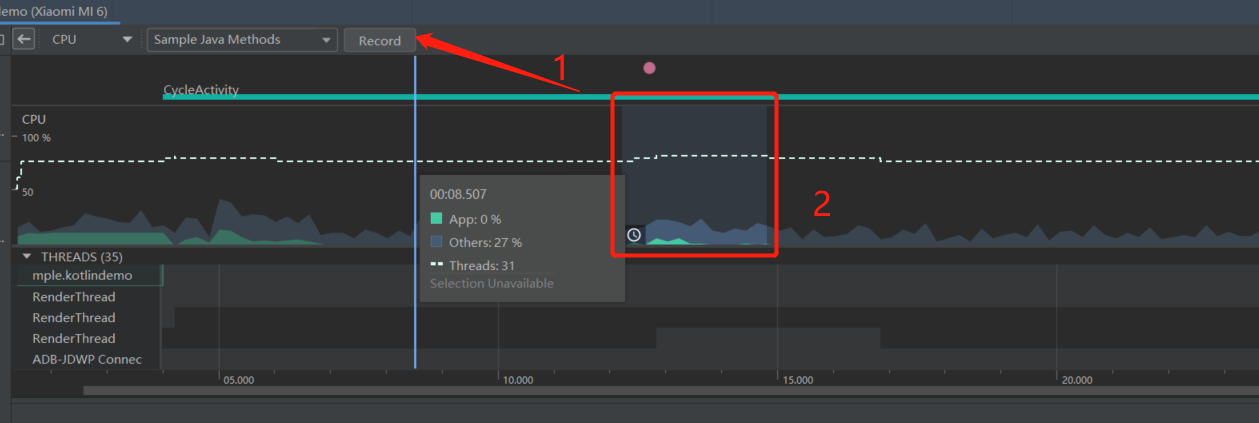 emo (Xiaomi MI 6)
CPU Sample Java Methods Record
1
CycleActivity
CPU
100 %
50
2
00:08.507
App: 0 %
Others: 27 %
Threads: 31
Selection Unavailable
THREADS (35)
mple.kotlindemo
RenderThread
RenderThread
RenderThread
ADB-JDWP Connec
05.000 10.000 15.000 20.000